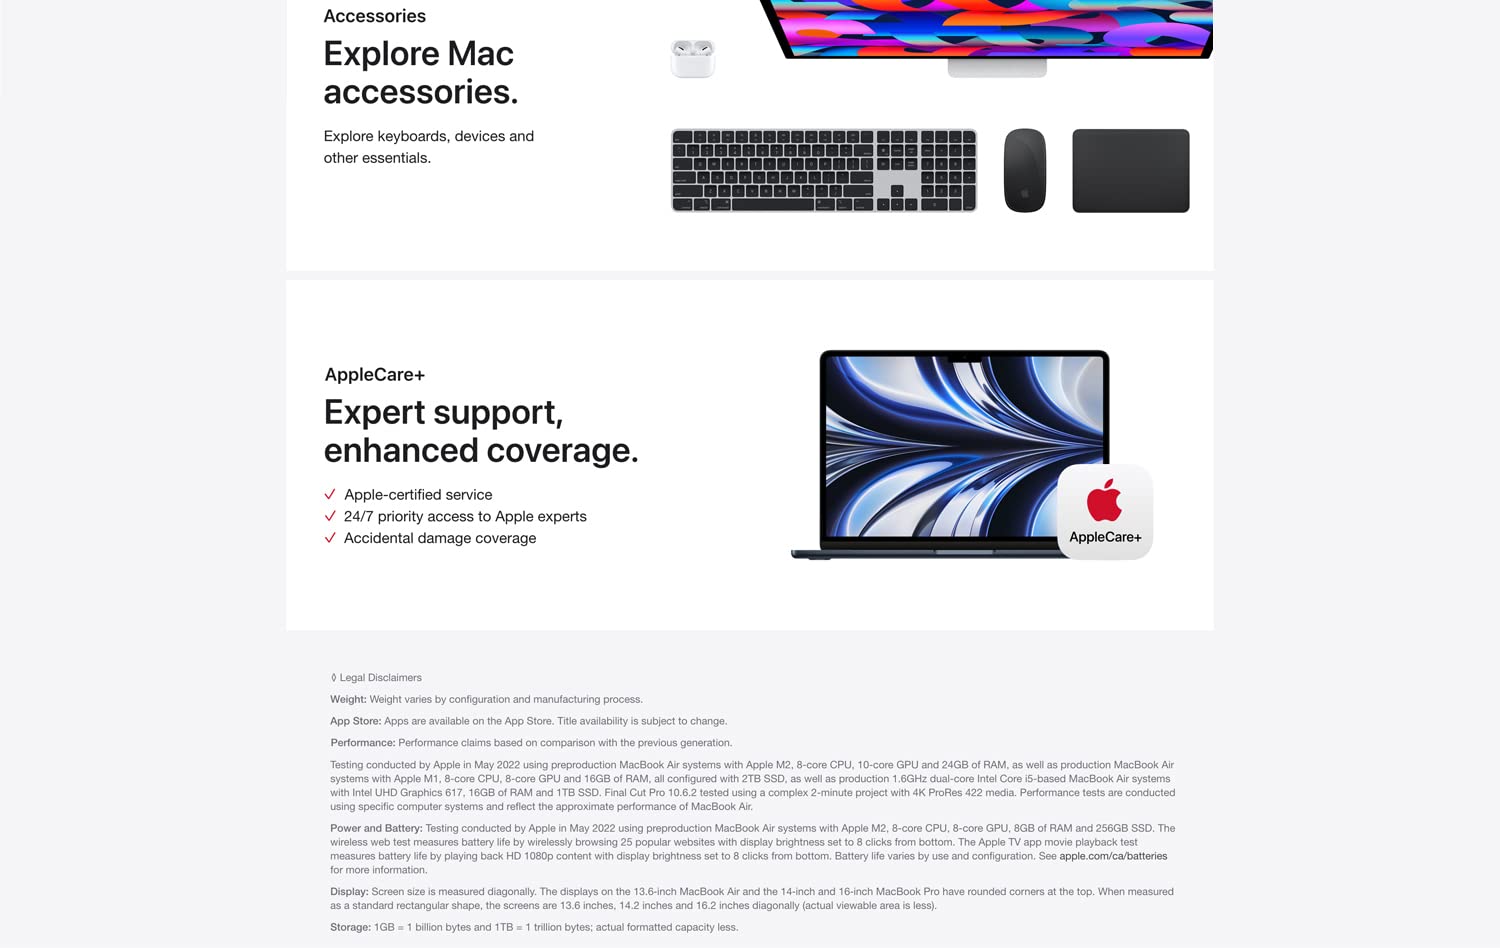 Accessories
Explore Mac
accessories.
Explore keyboards, devices and
other essentials.
AppleCare+
Expert support,
enhanced coverage.
✓ Apple-certified service
✓ 24/7 priority access to Apple experts
✓ Accidental damage coverage
AppleCare+
◊ Legal Disclaimers
Weight: Weight varies by configuration and manufacturing process.
App Store: Apps are available on the App Store. Title availability is subject to change.
Performance: Performance claims based on comparison with the previous generation.
Testing conducted by Apple in May 2022 using preproduction MacBook Air systems with Apple M2, 8-core CPU, 10-core GPU and 24GB of RAM, as well as production MacBook Air
systems with Apple M1, 8-core CPU, 8-core GPU and 16GB of RAM, all configured with 2TB SSD, as well as production 1.6GHz dual-core Intel Core i5-based MacBook Air systems
with Intel UHD Graphics 617, 16GB of RAM and 1TB SSD. Final Cut Pro 10.6.2 tested using a complex 2-minute project with 4K ProRes 422 media. Performance tests are conducted
using specific computer systems and reflect the approximate performance of MacBook Air.
Power and Battery: Testing conducted by Apple in May 2022 using preproduction MacBook Air systems with Apple M2, 8-core CPU, 8-core GPU, 8GB of RAM and 256GB SSD. The
wireless web test measures battery life by wirelessly browsing 25 popular websites with display brightness set to 8 clicks from bottom. The Apple TV app movie playback test
measures battery life by playing back HD 1080p content with display brightness set to 8 clicks from bottom. Battery life varies by use and configuration. See apple.com/ca/batteries
for more information.
Display: Screen size is measured diagonally. The displays on the 13.6-inch MacBook Air and the 14-inch and 16-inch MacBook Pro have rounded corners at the top. When measured
as a standard rectangular shape, the screens are 13.6 inches, 14.2 inches and 16.2 inches diagonally (actual viewable area is less).
Storage: 1GB = 1 billion bytes and 1TB = 1 trillion bytes; actual formatted capacity less.